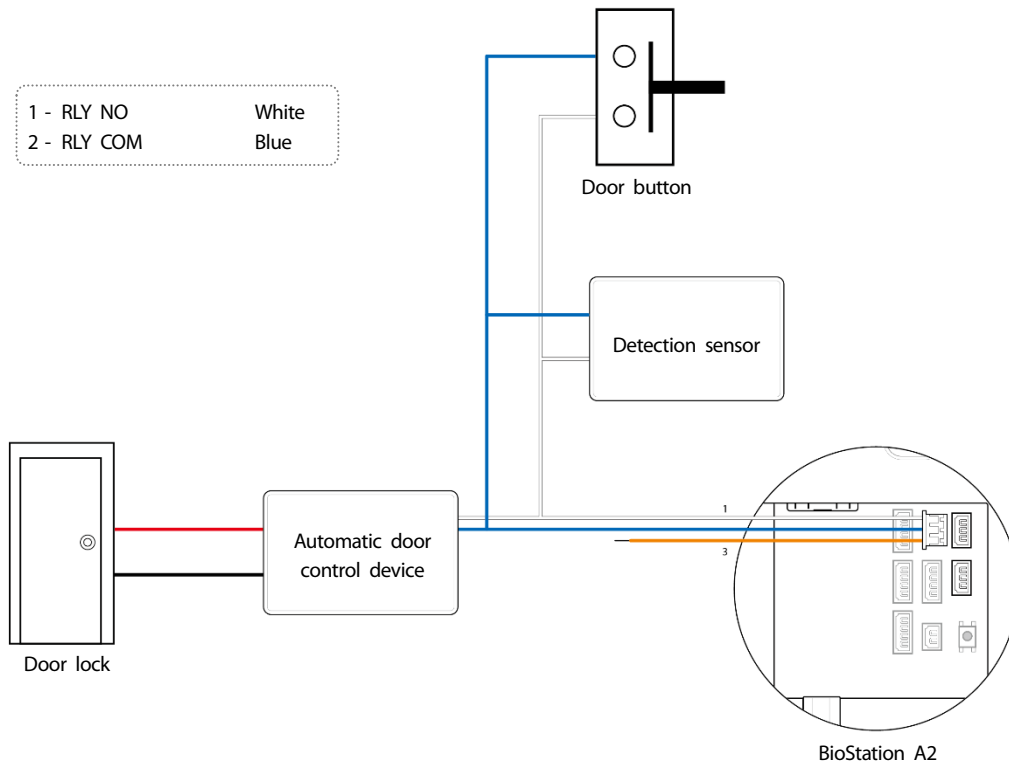 1 - RLY NO White
2 - RLY COM Blue
Door button
Detection sensor
1
3
Automatic door
control device
Door lock
BioStation A2